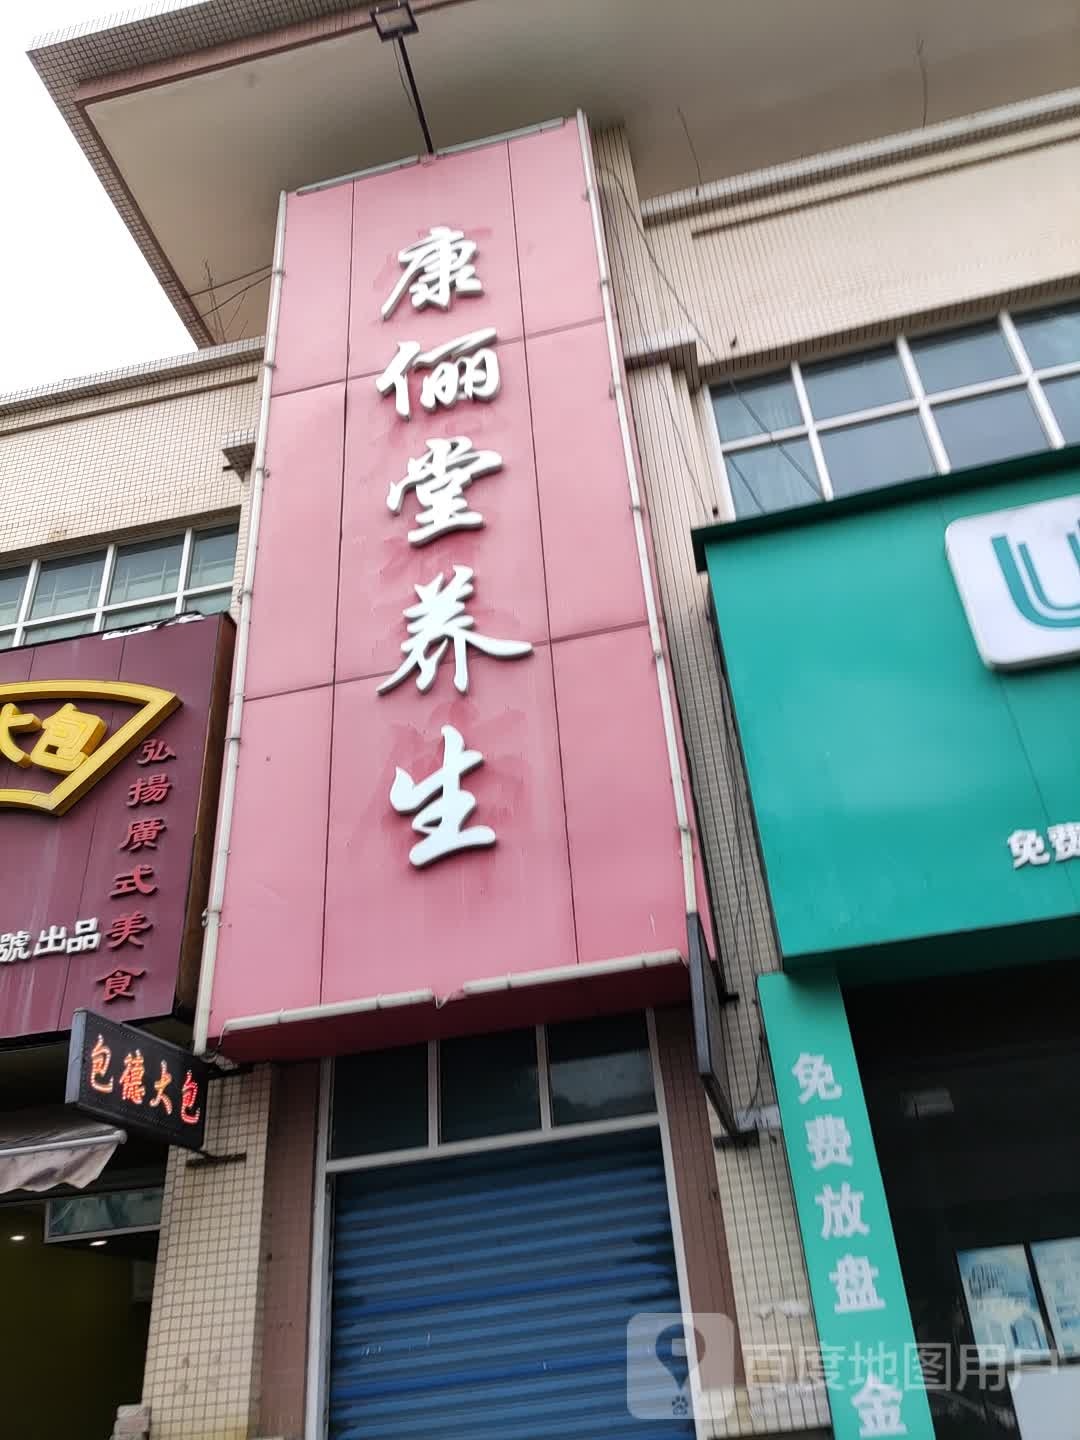 康俪堂养生
大包
弘揚廣式美食
號出品
包德大包
免费
免费放盘
金
百度地图用户